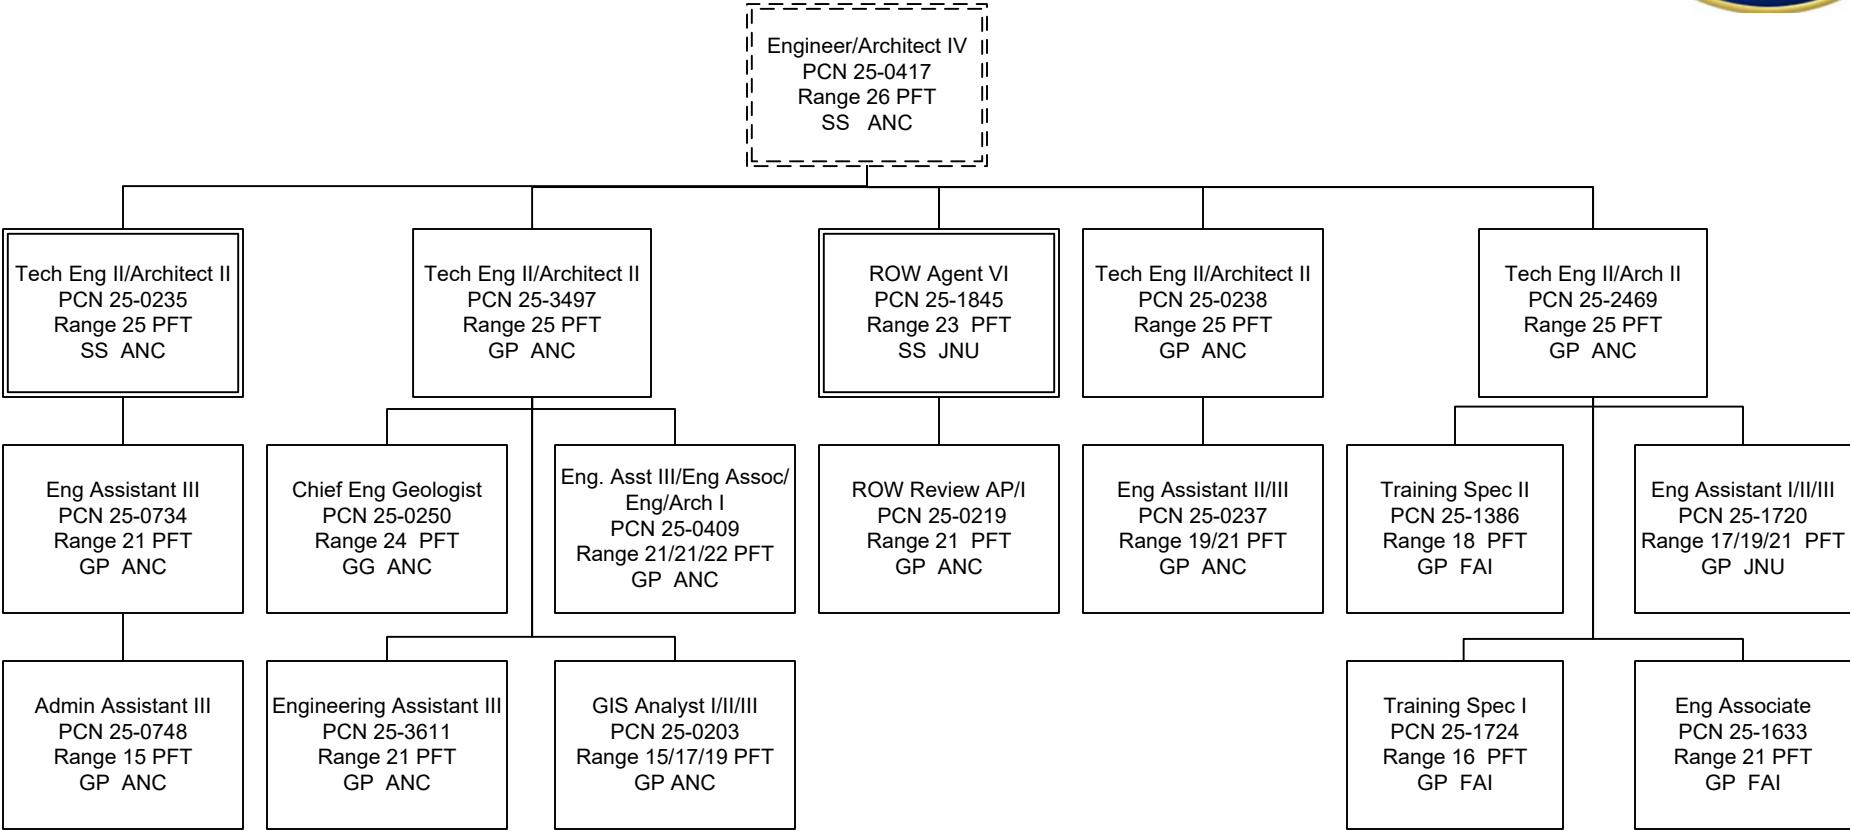 Engineer/Architect IV
PCN 25-0417
Range 26 PFT
SS ANC
Tech Eng II/Architect II
PCN 25-0235
Range 25 PFT
SS ANC
Tech Eng II/Architect II
PCN 25-3497
Range 25 PFT
GP ANC
ROW Agent VI
PCN 25-1845
Range 23 PFT
SS JNU
Tech Eng II/Architect II
PCN 25-0238
Range 25 PFT
GP ANC
Tech Eng II/Arch II
PCN 25-2469
Range 25 PFT
GP ANC
Eng Assistant III
PCN 25-0734
Range 21 PFT
GP ANC
Chief Eng Geologist
PCN 25-0250
Range 24 PFT
GG ANC
Eng. Asst III/Eng Assoc/
Eng/Arch I
PCN 25-0409
Range 21/21/22 PFT
GP ANC
ROW Review AP/I
PCN 25-0219
Range 21 PFT
GP ANC
Eng Assistant II/III
PCN 25-0237
Range 19/21 PFT
GP ANC
Training Spec II
PCN 25-1386
Range 18 PFT
GP FAI
Eng Assistant I/II/III
PCN 25-1720
Range 17/19/21 PFT
GP JNU
Admin Assistant III
PCN 25-0748
Range 15 PFT
GP ANC
Engineering Assistant III
PCN 25-3611
Range 21 PFT
GP ANC
GIS Analyst I/II/III
PCN 25-0203
Range 15/17/19 PFT
GP ANC
Training Spec I
PCN 25-1724
Range 16 PFT
GP FAI
Eng Associate
PCN 25-1633
Range 21 PFT
GP FAI